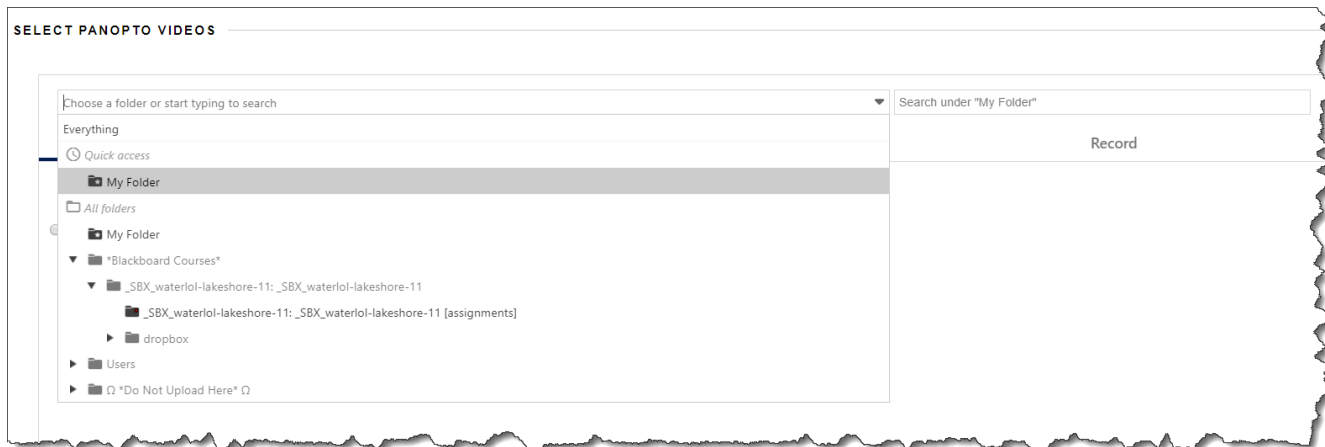 SELECT PANOPTO VIDEOS
Choose a folder or start typing to search
Search under "My Folder"
Everything
Record
Quick access
My Folder
All folders
My Folder
*Blackboard Courses*
_SBX_waterlol-lakeshore-11: _SBX_waterlol-lakeshore-11
_SBX_waterlol-lakeshore-11: _SBX_waterlol-lakeshore-11 [assignments]
dropbox
Users
Ω *Do Not Upload Here* Ω